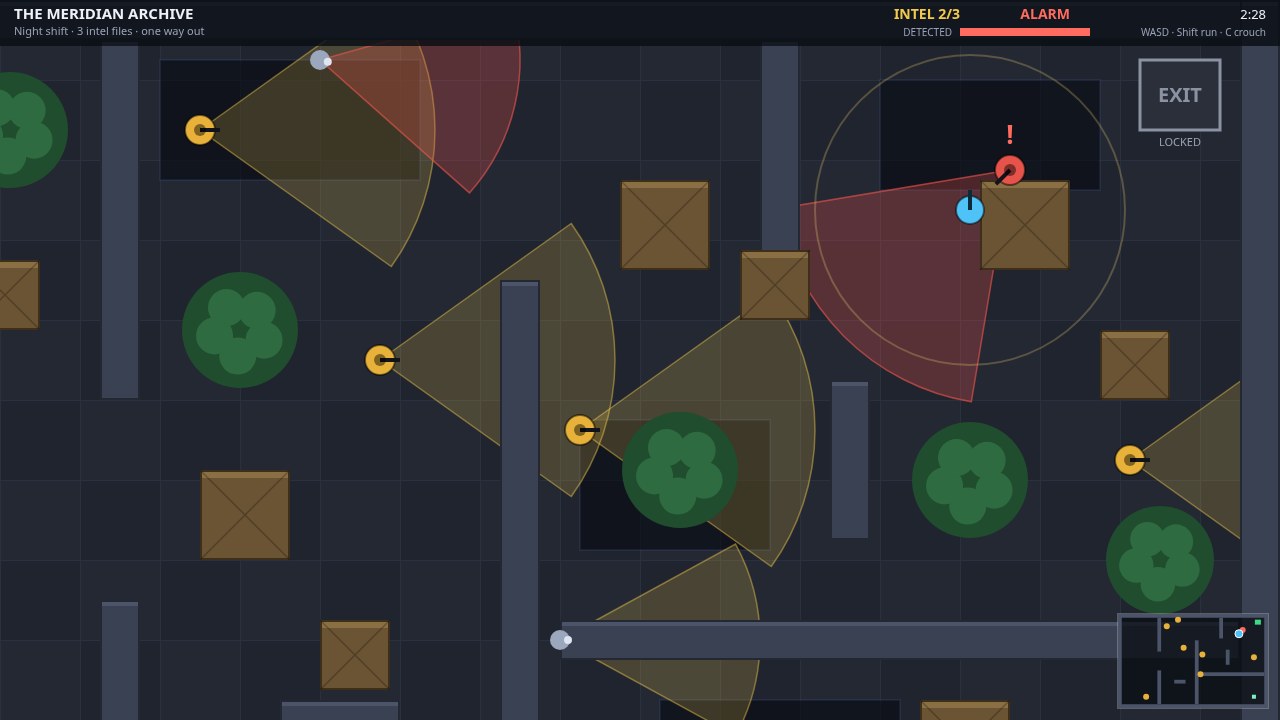 THE MERIDIAN ARCHIVE
Night shift · 3 intel files · one way out
INTEL 2/3
ALARM
DETECTED
2:28
WASD · Shift run · C crouch
EXIT
LOCKED
!